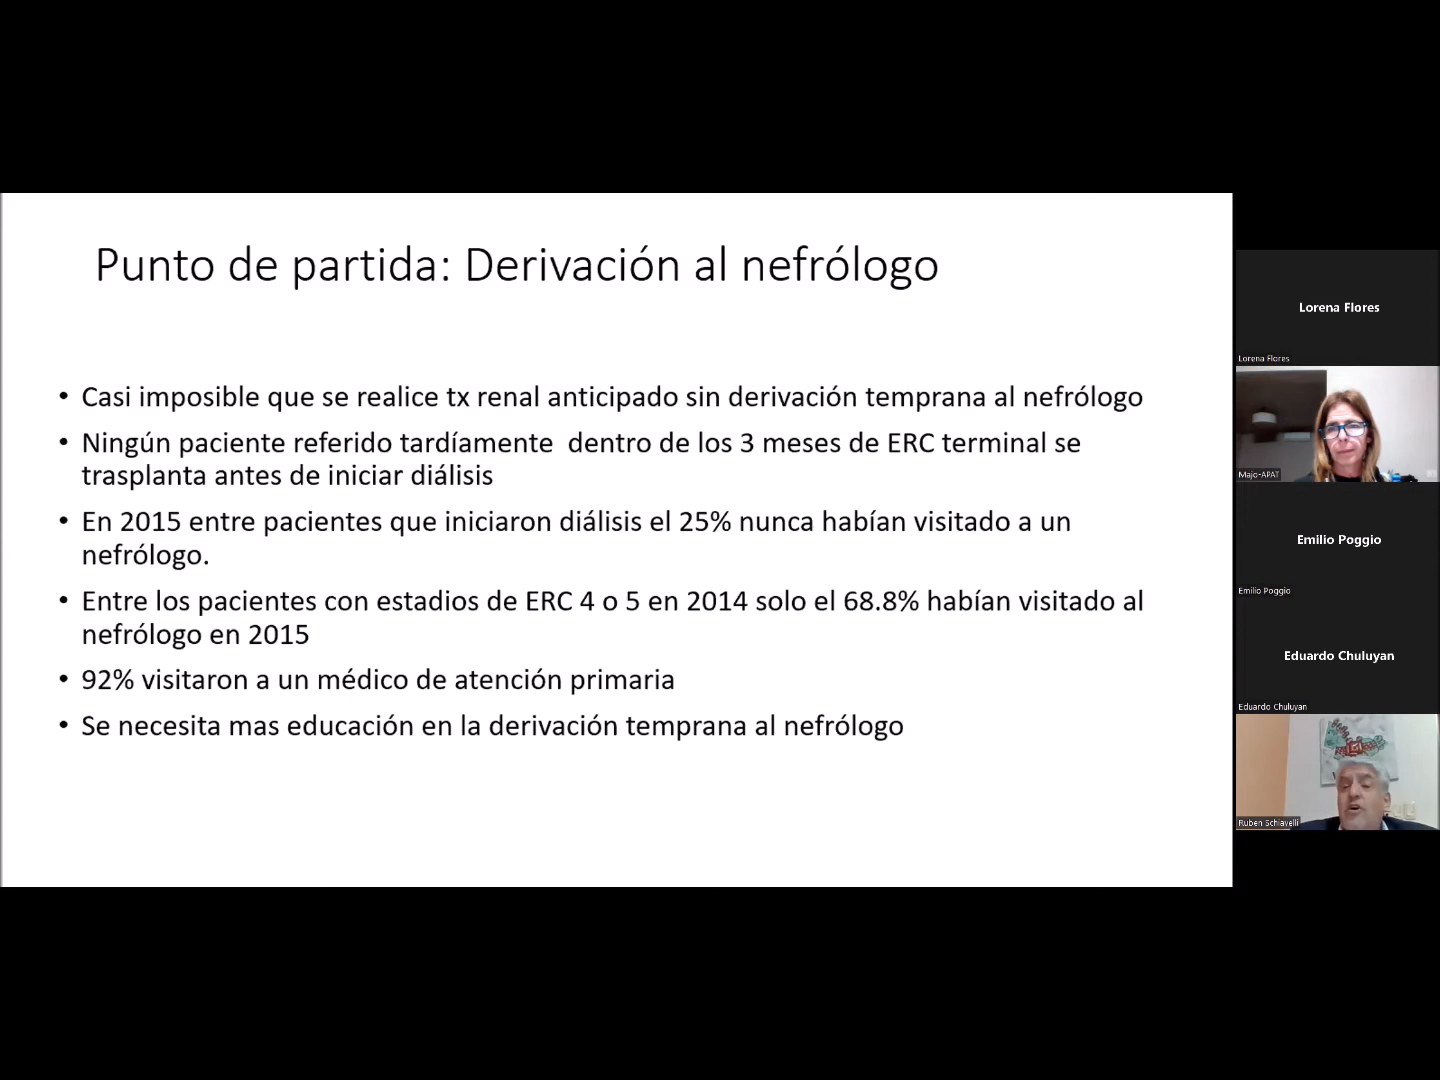 Punto de partida: Derivación al nefrólogo
• Casi imposible que se realice tx renal anticipado sin derivación temprana al nefrólogo
• Ningún paciente referido tardíamente  dentro de los 3 meses de ERC terminal se
trasplanta antes de iniciar diálisis
• En 2015 entre pacientes que iniciaron diálisis el 25% nunca habían visitado a un
nefrólogo.
• Entre los pacientes con estadios de ERC 4 o 5 en 2014 solo el 68.8% habían visitado al
nefrólogo en 2015
• 92% visitaron a un médico de atención primaria
• Se necesita mas educación en la derivación temprana al nefrólogo
Lorena Flores
Lorena Flores
Majo-APAT
Emilio Poggio
Emilio Poggio
Eduardo Chuluyan
Eduardo Chuluyan
Ruben Schiavelli